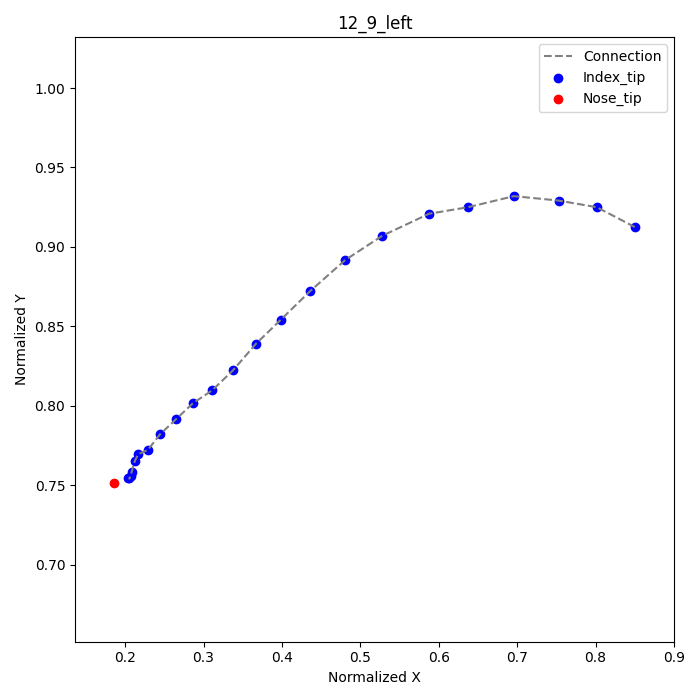 12_9_left
Connection
Index_tip
Nose_tip
1.00
0.95
0.90
0.85
0.80
0.75
0.70
Normalized Y
0.2 0.3 0.4 0.5 0.6 0.7 0.8 0.9
Normalized X